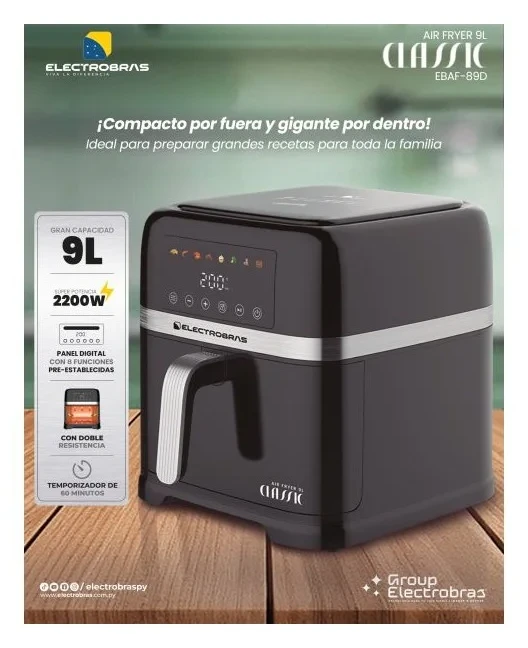 ELECTROBRAS
VIVA LA DIFERENCIA
AIR FRYER 9L
CLASSIC
EBAF-89D
¡Compacto por fuera y gigante por dentro!
Ideal para preparar grandes recetas para toda la familia
GRAN CAPACIDAD
9L
SUPER POTENCIA
2200W
200
PANEL DIGITAL
CON 8 FUNCIONES
PRE-ESTABLECIDAS
CON DOBLE
RESISTENCIA
TEMPORIZADOR DE
60 MINUTOS
200
ELECTROBRAS
AIR FRYER 9L
CLASSIC
/ electrobraspy
www.electrobras.com.py
Group
Electrobras